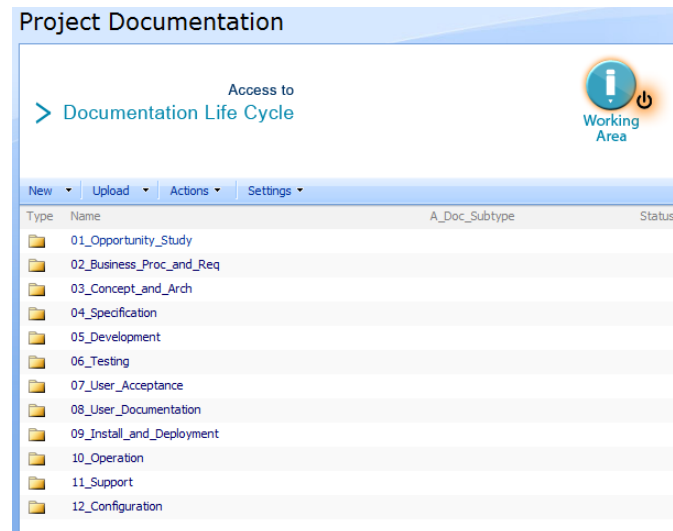 Project Documentation
Access to
> Documentation Life Cycle
Working
Area
New Upload Actions Settings
Type Name A_Doc_Subtype Status
01_Opportunity_Study
02_Business_Proc_and_Req
03_Concept_and_Arch
04_Specification
05_Development
06_Testing
07_User_Acceptance
08_User_Documentation
09_Install_and_Deployment
10_Operation
11_Support
12_Configuration